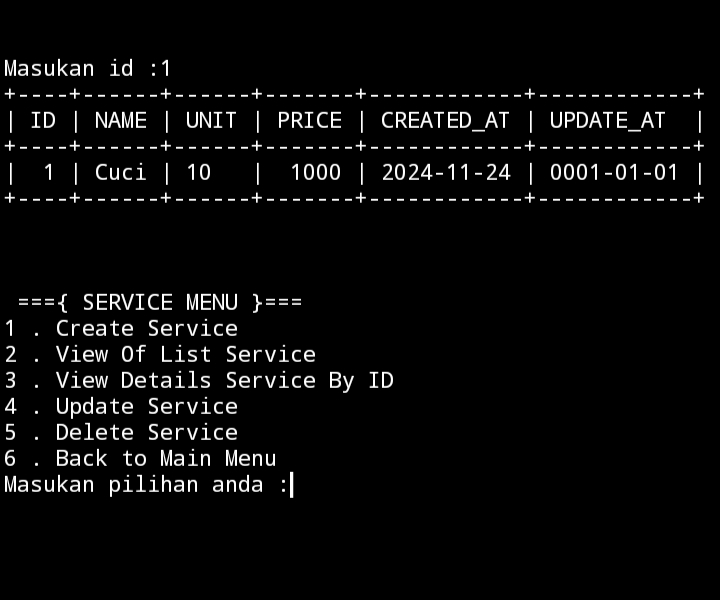 Masukan id :1
+----+------+------+-------+------------+------------+
| ID | NAME | UNIT | PRICE | CREATED_AT | UPDATE_AT  |
+----+------+------+-------+------------+------------+
|  1 | Cuci | 10   |  1000 | 2024-11-24 | 0001-01-01 |
+----+------+------+-------+------------+------------+
==={ SERVICE MENU }===
1 . Create Service
2 . View Of List Service
3 . View Details Service By ID
4 . Update Service
5 . Delete Service
6 . Back to Main Menu
Masukan pilihan anda :